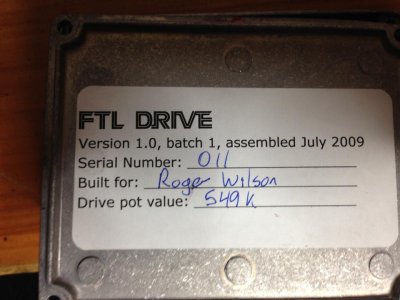 FTL DRIVE
Version 1.0, batch 1, assembled July 2009
Serial Number: 011
Built for: Roger Wilson
Drive pot value: 549k